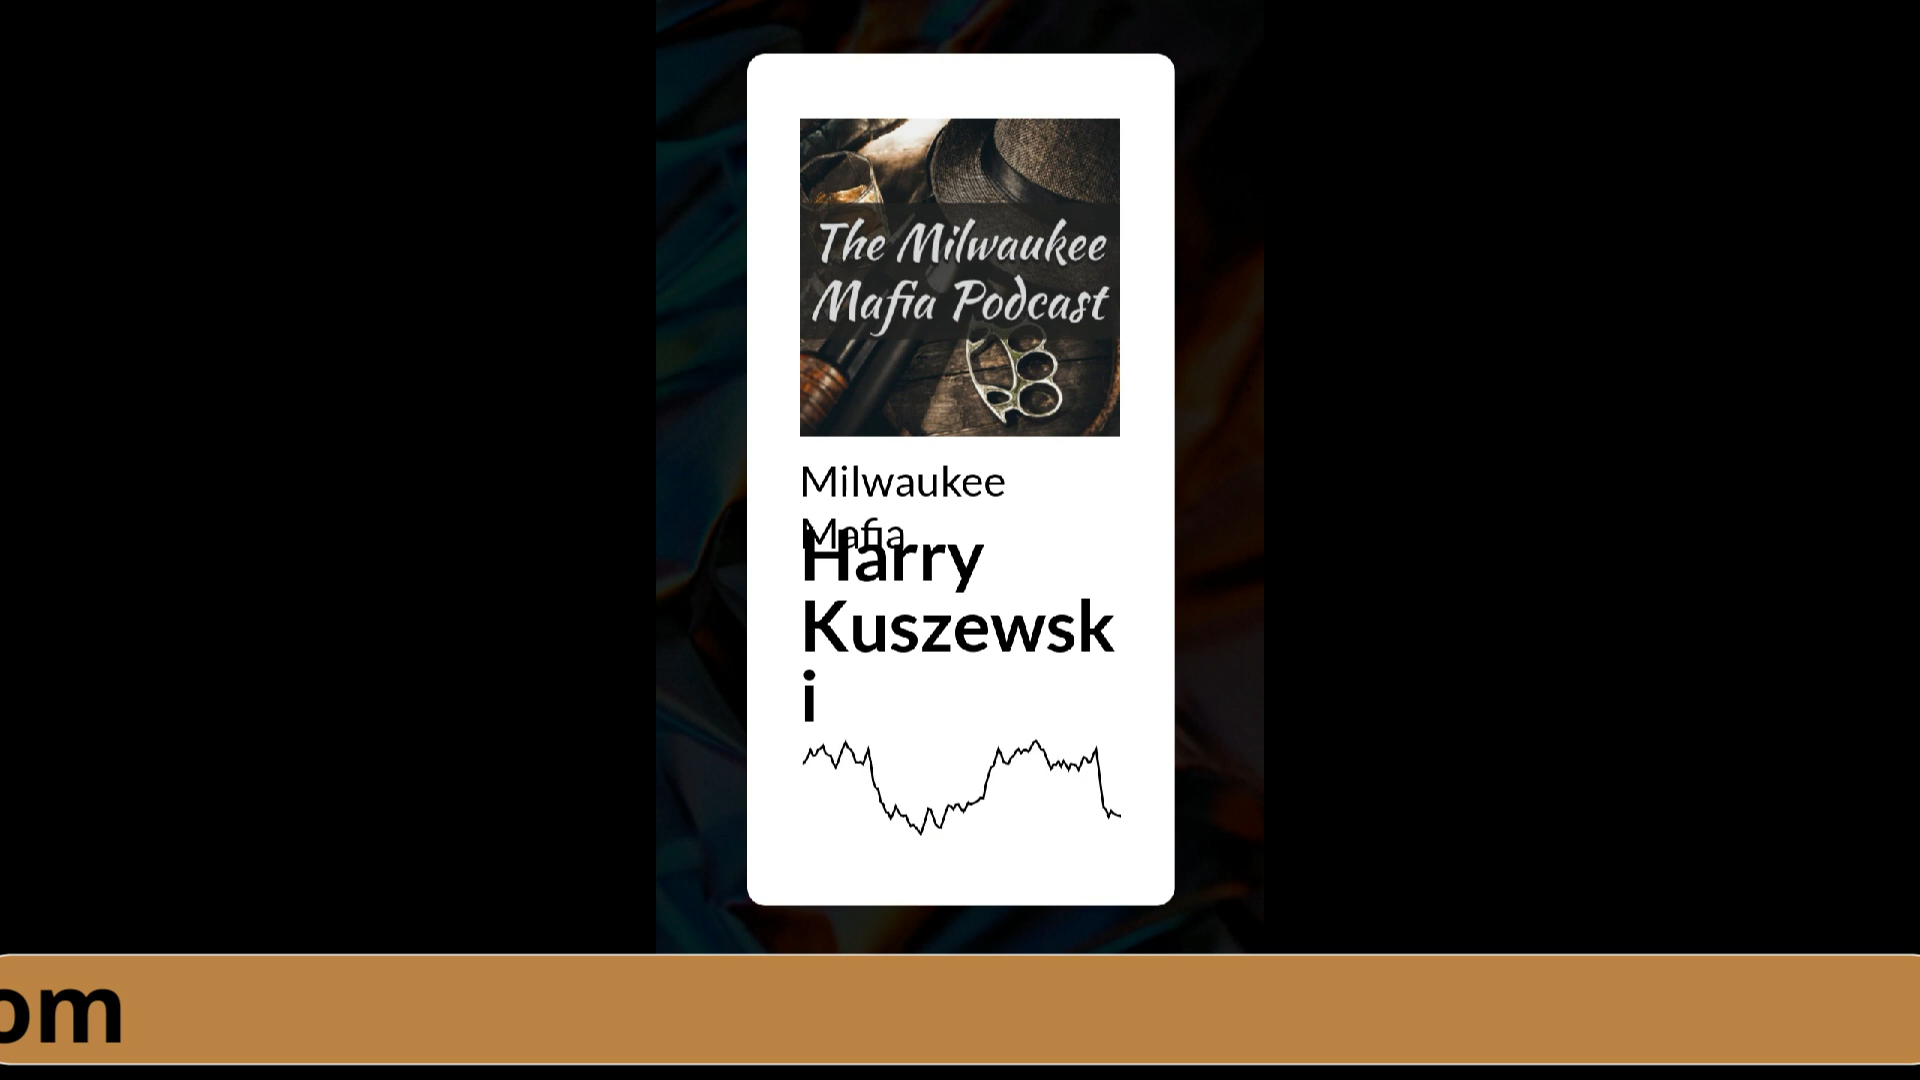 The Milwaukee
Mafia Podcast
Milwaukee
Mafia
Harry
Kuszewsk
i
om